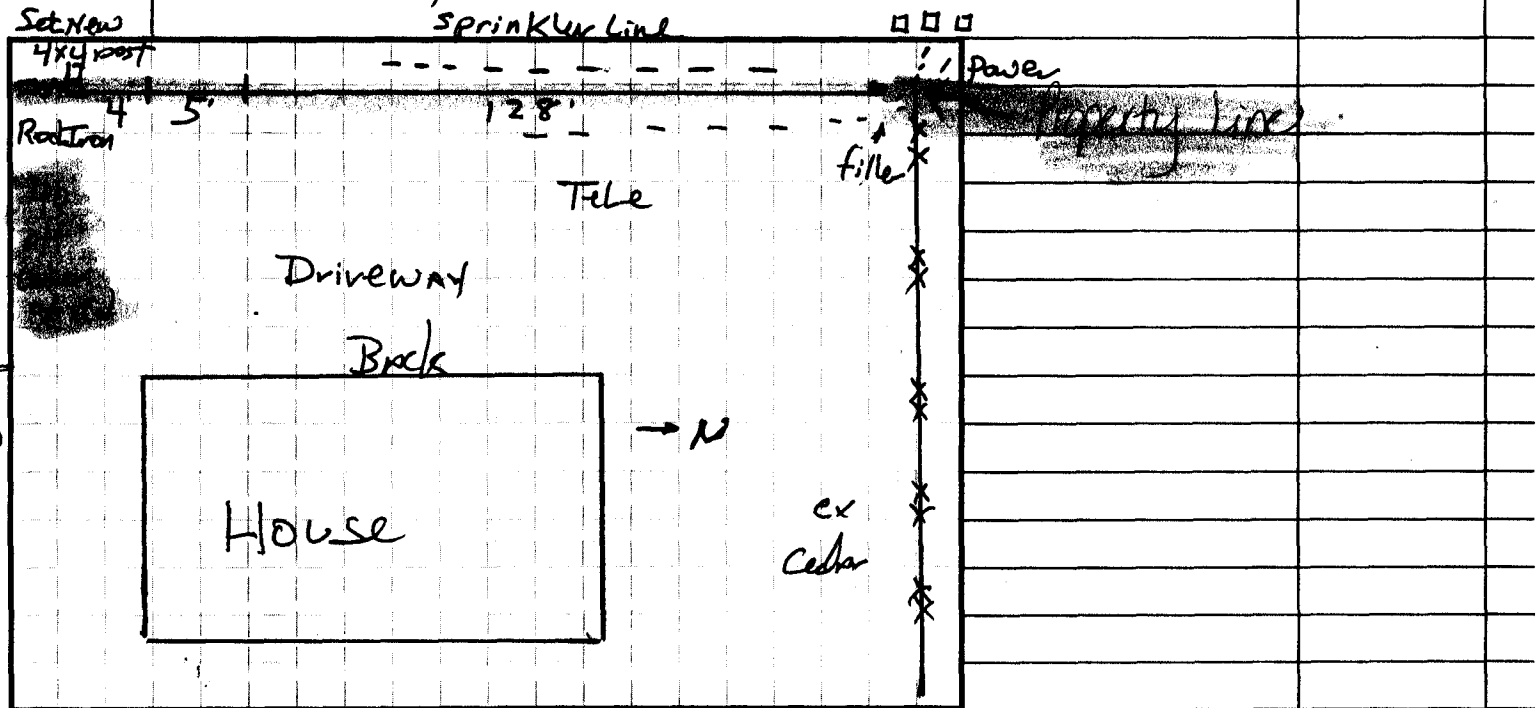 Set New
4x4 post
sprinkler Line
Power
4' 5' 128'
Property Line
Rod Iron
filler
Tele
Driveway
Back
→ N
House
ex
Cedar